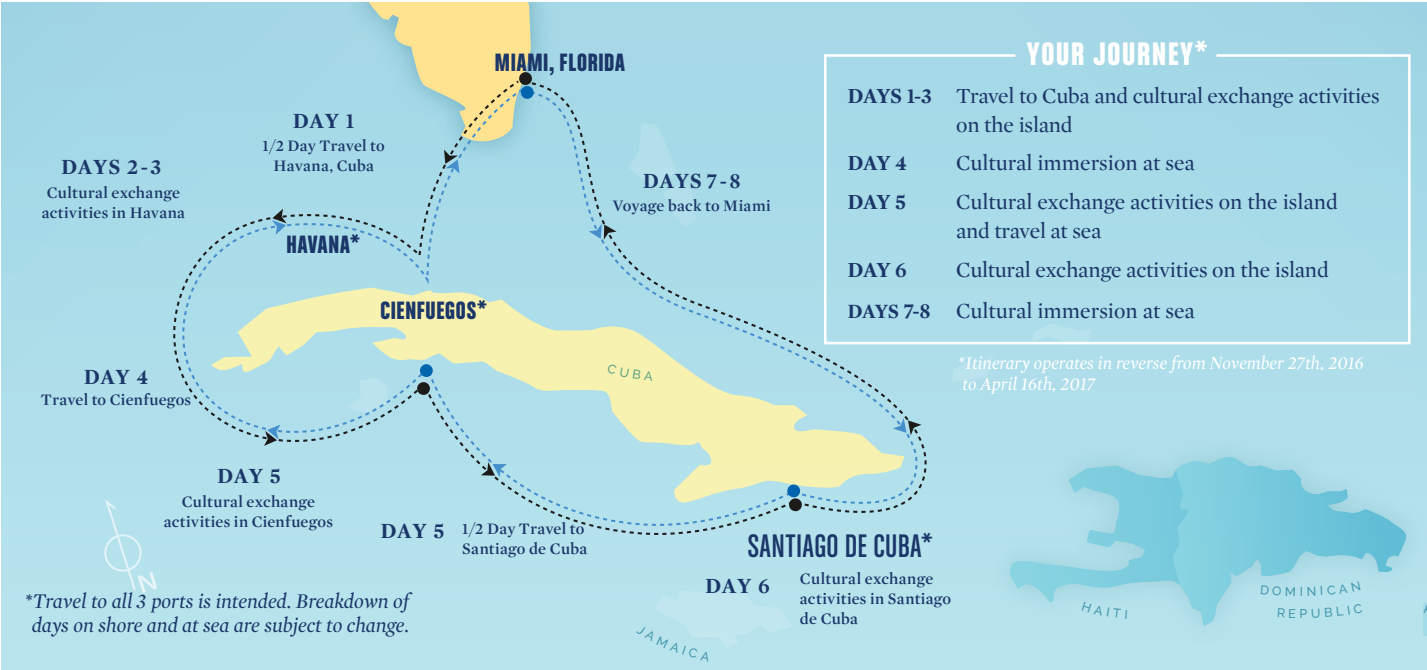 MIAMI, FLORIDA
DAY 1
1/2 Day Travel to
Havana, Cuba
DAYS 2-3
Cultural exchange
activities in Havana
HAVANA*
DAYS 7-8
Voyage back to Miami
CIENFUEGOS*
CUBA
DAY 4
Travel to Cienfuegos
DAY 5
Cultural exchange
activities in Cienfuegos
DAY 5 1/2 Day Travel to
Santiago de Cuba
SANTIAGO DE CUBA*
DAY 6 Cultural exchange
activities in Santiago
de Cuba
N
*Travel to all 3 ports is intended. Breakdown of
days on shore and at sea are subject to change.
JAMAICA
YOUR JOURNEY*
DAYS 1-3 Travel to Cuba and cultural exchange activities
on the island
DAY 4 Cultural immersion at sea
DAY 5 Cultural exchange activities on the island
and travel at sea
DAY 6 Cultural exchange activities on the island
DAYS 7-8 Cultural immersion at sea
*Itinerary operates in reverse from November 27th, 2016
to April 16th, 2017
HAITI
DOMINICAN
REPUBLIC